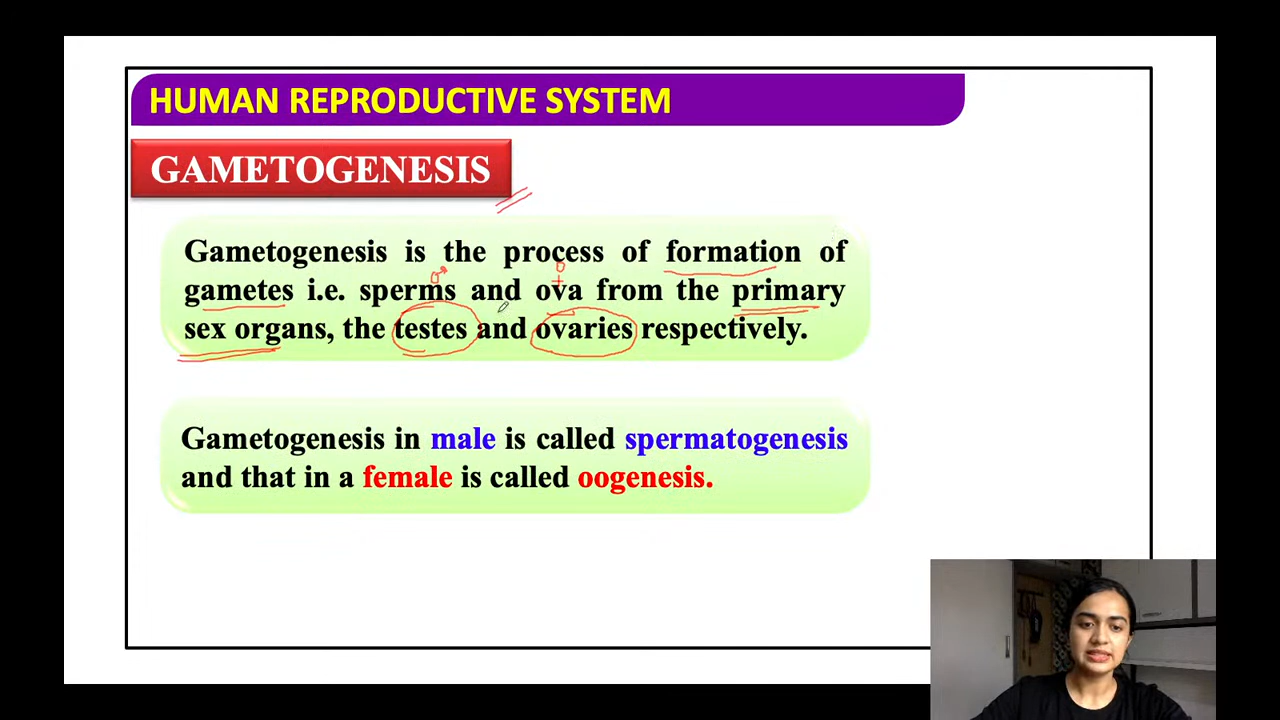 HUMAN REPRODUCTIVE SYSTEM
GAMETOGENESIS
Gametogenesis is the process of formation of
gametes i.e. sperms and ova from the primary
sex organs, the testes and ovaries respectively.
Gametogenesis in male is called spermatogenesis
and that in a female is called oogenesis.